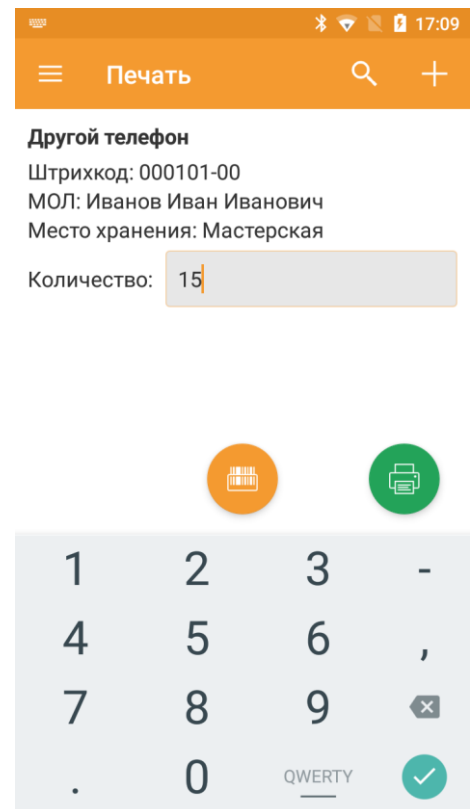 17:09
Печать
Другой телефон
Штрихкод: 000101-00
МОЛ: Иванов Иван Иванович
Место хранения: Мастерская
Количество: 15
1 2 3 -
4 5 6 ,
7 8 9
. 0 QWERTY